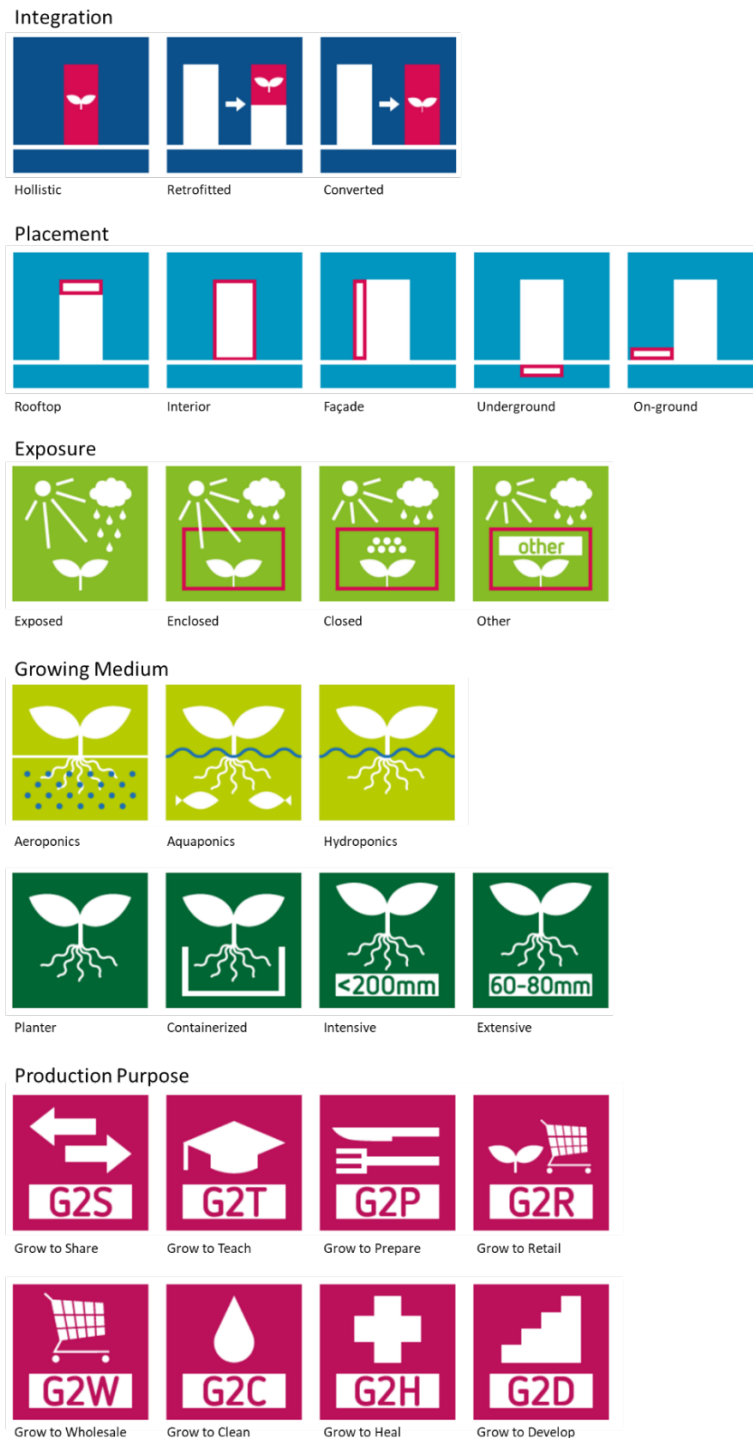 Integration
Hollistic Retrofitted Converted
Placement
Rooftop Interior Façade Underground On-ground
Exposure
other
Exposed Enclosed Closed Other
Growing Medium
Aeroponics Aquaponics Hydroponics
<200mm 60-80mm
Planter Containerized Intensive Extensive
Production Purpose
G2S G2T G2P G2R
Grow to Share Grow to Teach Grow to Prepare Grow to Retail
G2W G2C G2H G2D
Grow to Wholesale Grow to Clean Grow to Heal Grow to Develop